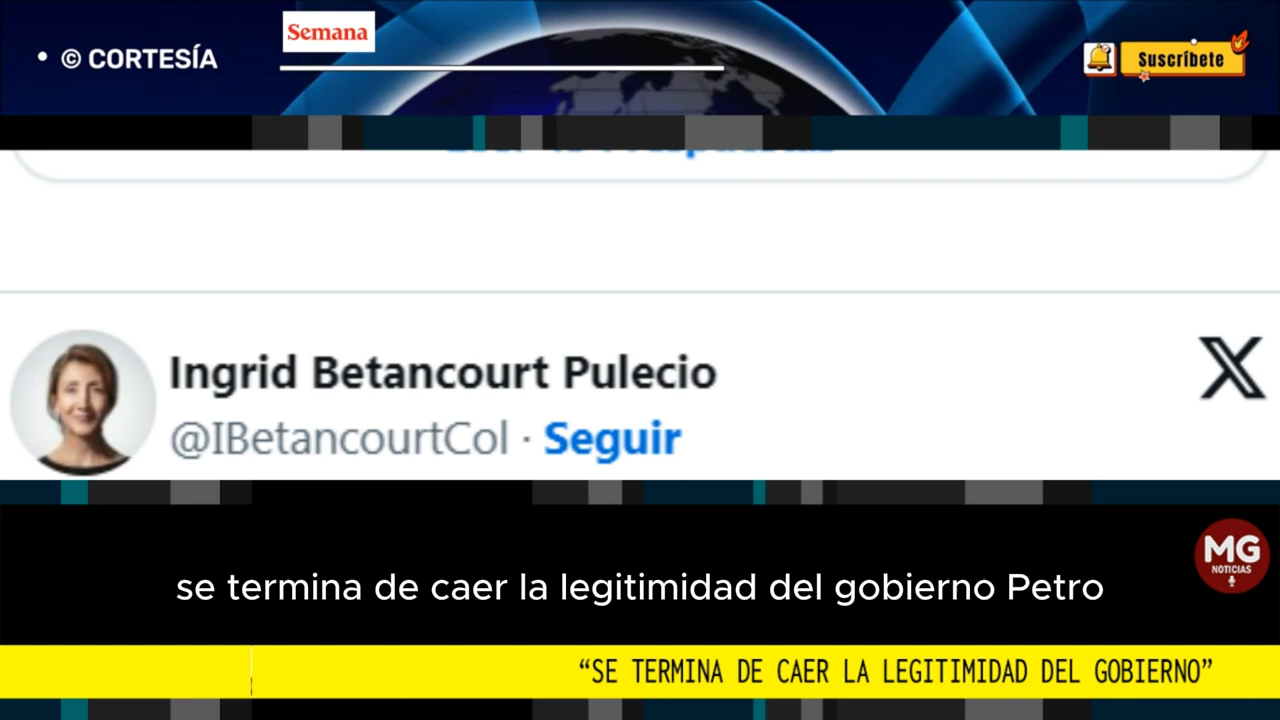 • © CORTESÍA
Semana
Suscríbete
Ingrid Betancourt Pulecio
@IBetancourtCol · Seguir
se termina de caer la legitimidad del gobierno Petro
MG
NOTICIAS
“SE TERMINA DE CAER LA LEGITIMIDAD DEL GOBIERNO”